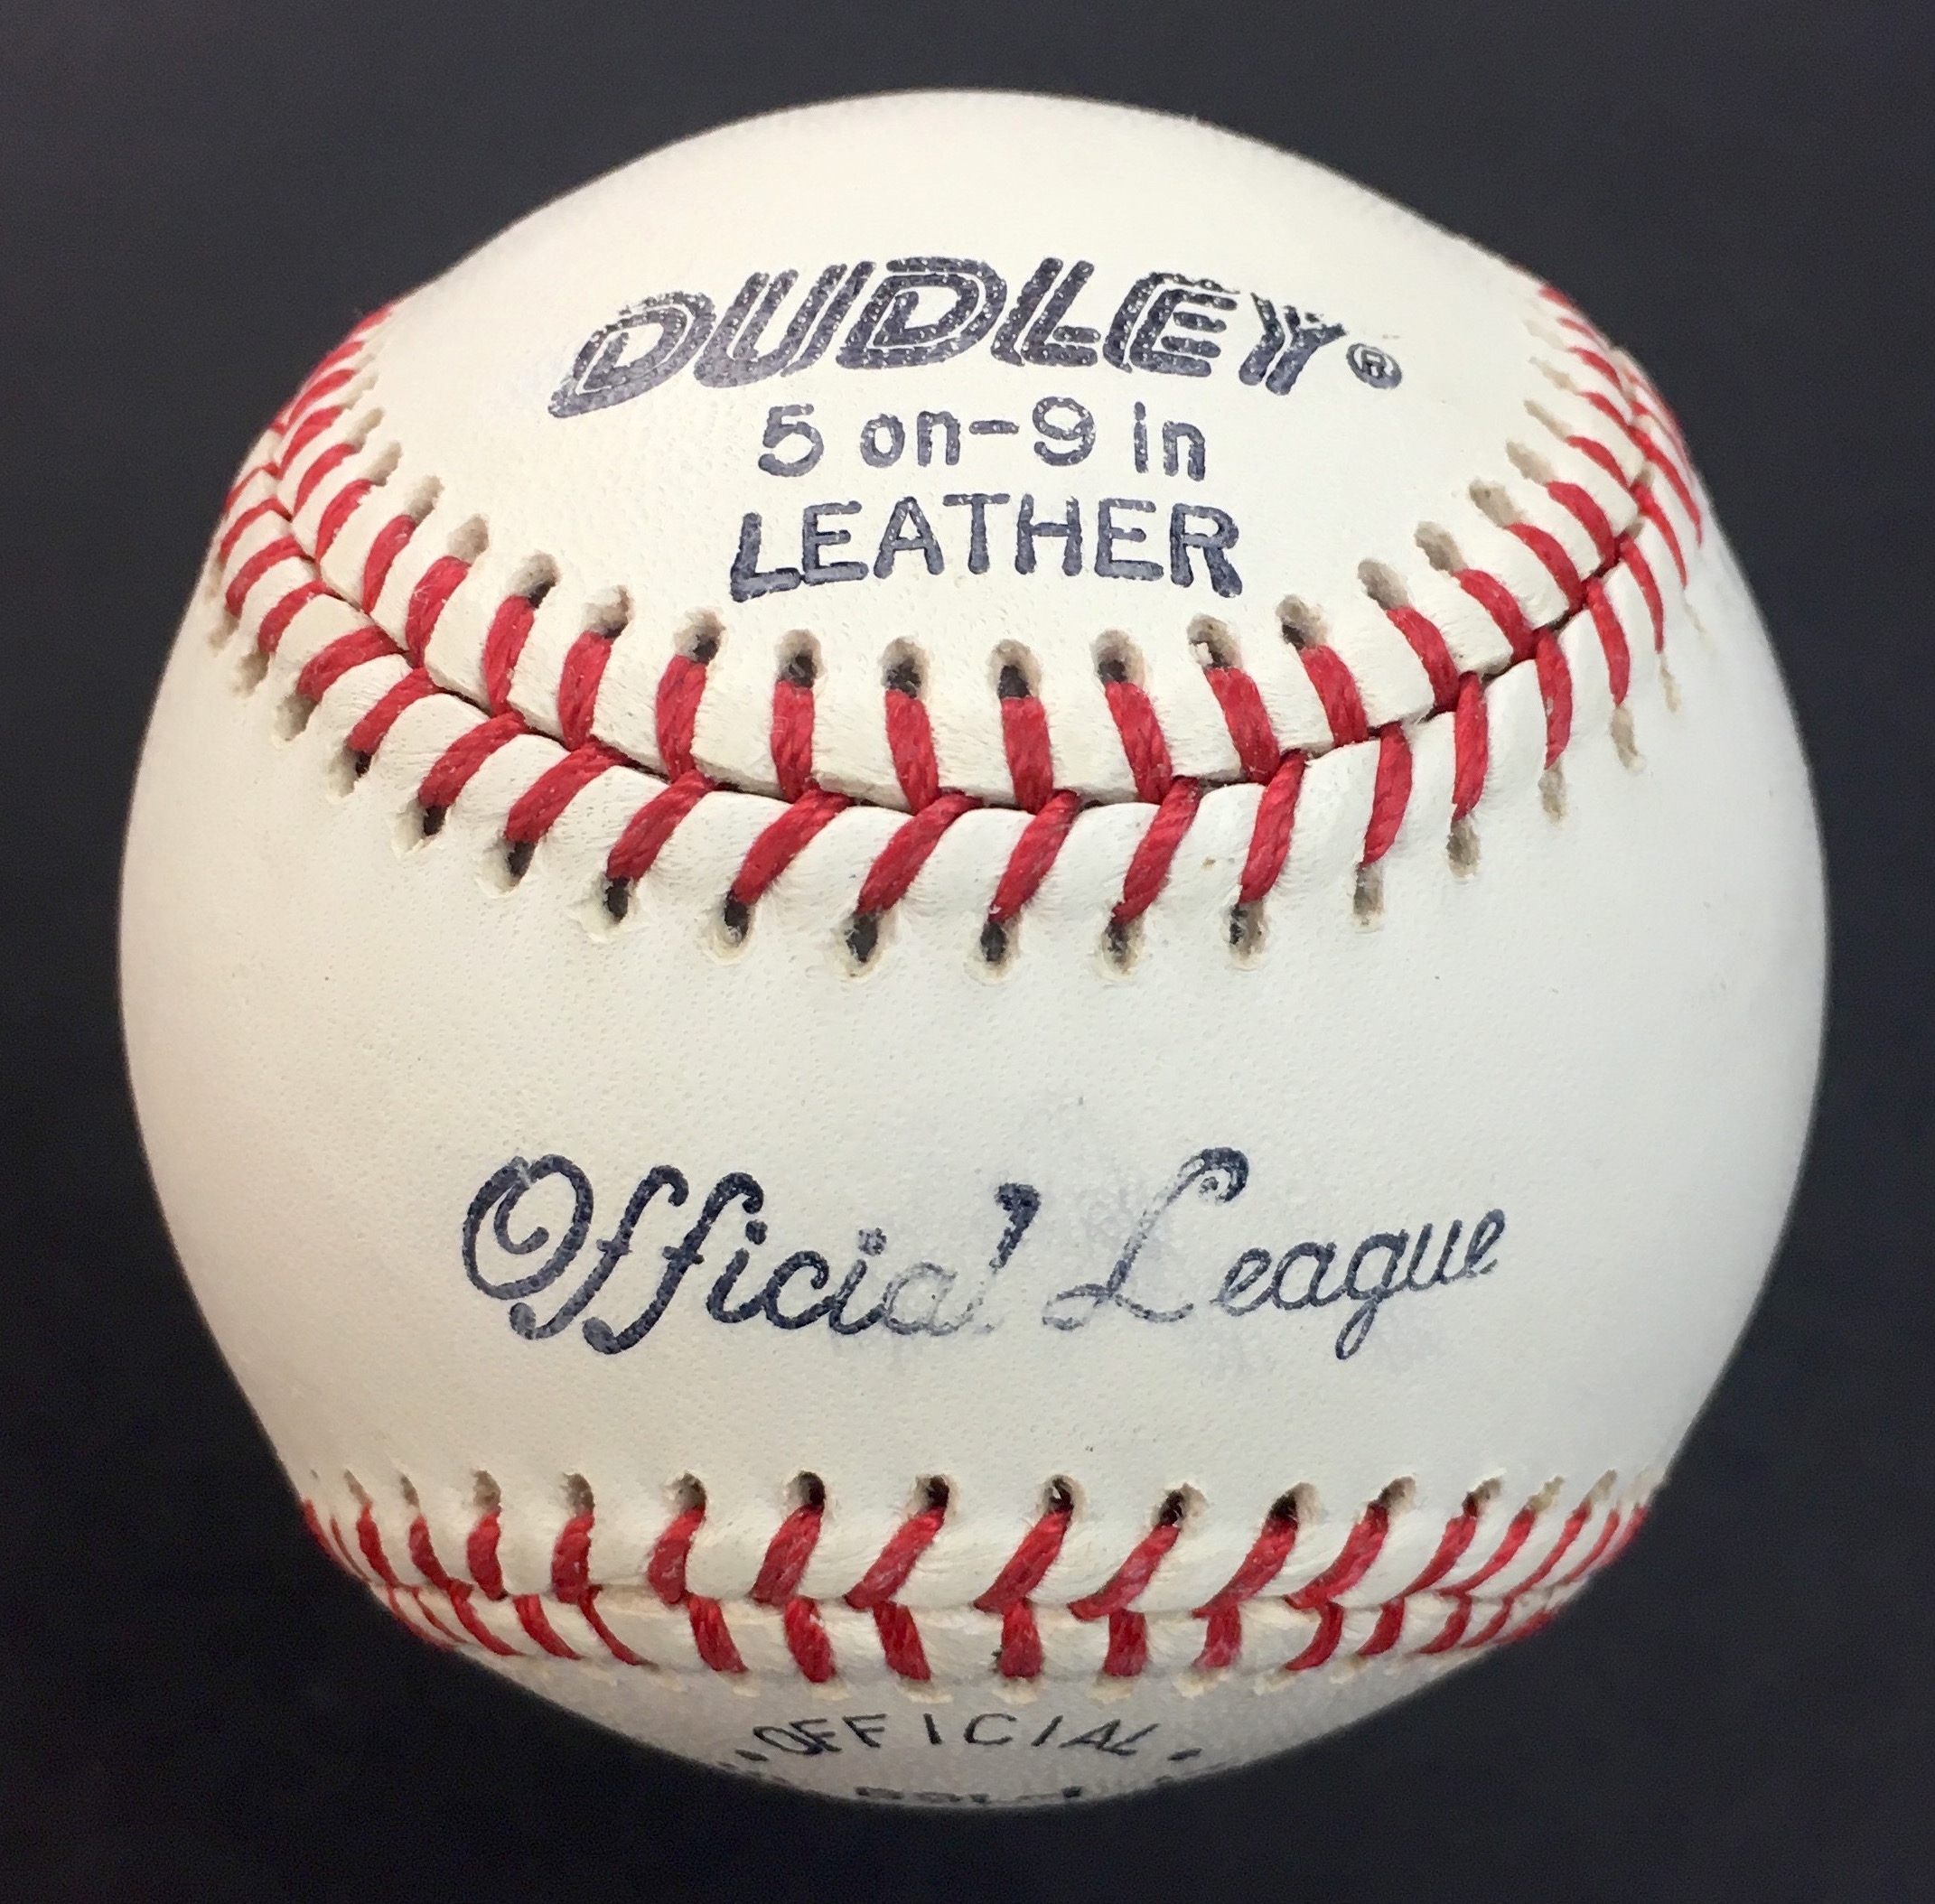 DUDLEY®
5 on-9 in
LEATHER
Official League
• OFFICIAL •